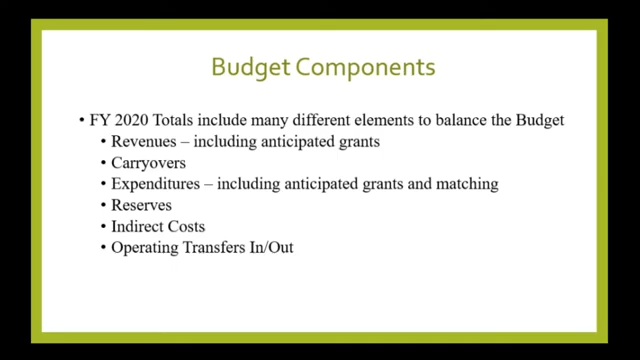 Budget Components
• FY 2020 Totals include many different elements to balance the Budget
• Revenues – including anticipated grants
• Carryovers
• Expenditures – including anticipated grants and matching
• Reserves
• Indirect Costs
• Operating Transfers In/Out